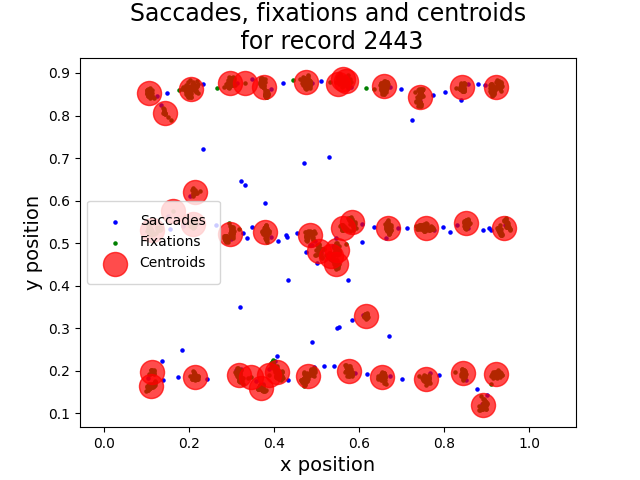 Saccades, fixations and centroids
for record 2443
0.9
0.8
0.7
0.6
0.5
0.4
0.3
0.2
0.1
y position
Saccades
Fixations
Centroids
0.0 0.2 0.4 0.6 0.8 1.0
x position